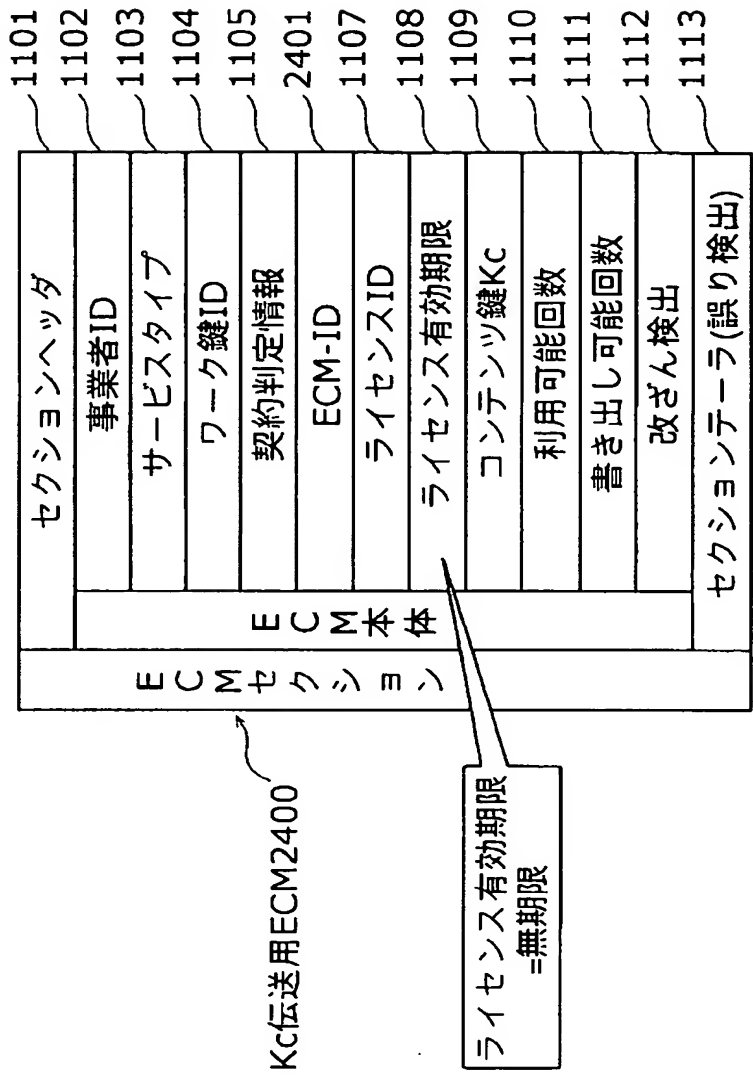 Kc伝送用ECM2400
ECMセクション
ECM本体
セクションヘッダ 1101
事業者ID 1102
サービスタイプ 1103
ワーク鍵ID 1104
契約判定情報 1105
ECM-ID 2401
ライセンスID 1107
ライセンス有効期限 1108
コンテンツ鍵Kc 1109
利用可能回数 1110
書き出し可能回数 1111
改ざん検出 1112
セクションテーラ(誤り検出) 1113
ライセンス有効期限
=無期限